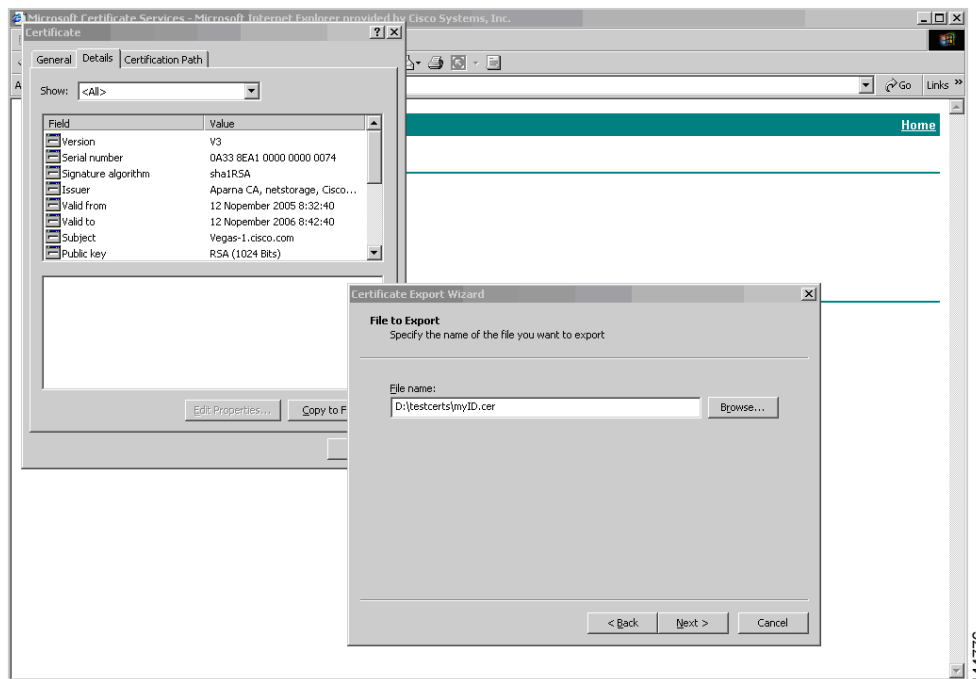 Microsoft Certificate Services - Microsoft Internet Explorer provided by Cisco Systems, Inc.
Certificate
General Details Certification Path
Go Links »
Show: <All>
Home
Field Value
Version V3
Serial number 0A33 8EA1 0000 0000 0074
Signature algorithm sha1RSA
Issuer Aparna CA, netstorage, Cisco...
Valid from 12 Nopember 2005 8:32:40
Valid to 12 Nopember 2006 8:42:40
Subject Vegas-1.cisco.com
Public key RSA (1024 Bits)
Edit Properties... Copy to F
Certificate Export Wizard
File to Export
Specify the name of the file you want to export
File name:
D:\testcerts\myID.cer Browse...
< Back Next > Cancel